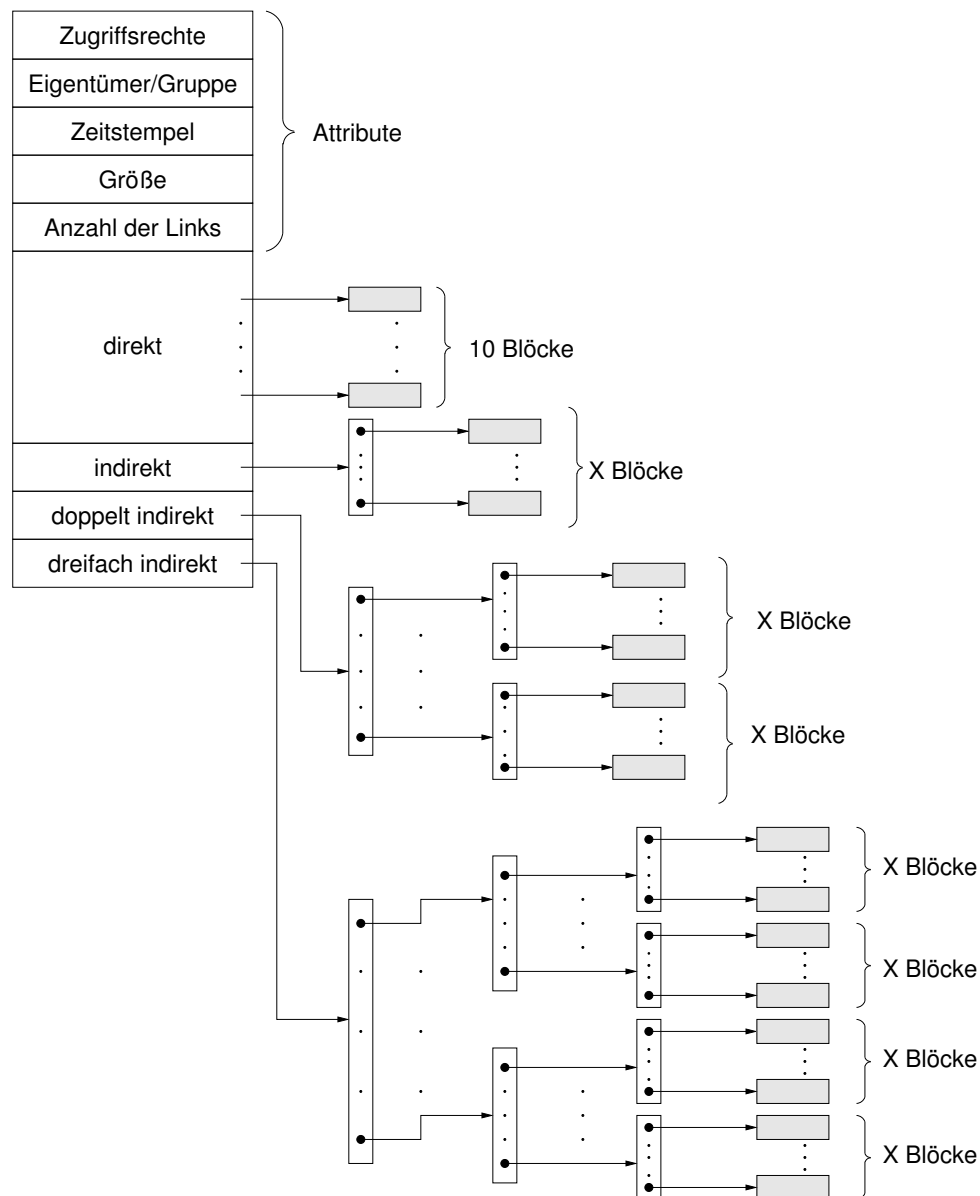 Zugriffsrechte
Eigentümer/Gruppe
Zeitstempel
Größe
Anzahl der Links
Attribute
direkt
10 Blöcke
indirekt
X Blöcke
doppelt indirekt
dreifach indirekt
X Blöcke
X Blöcke
X Blöcke
X Blöcke
X Blöcke
X Blöcke